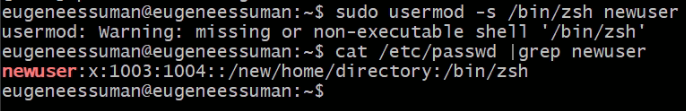 eugeneessuman@eugeneessuman:~$ sudo usermod -s /bin/zsh newuser
usermod: Warning: missing or non-executable shell '/bin/zsh'
eugeneessuman@eugeneessuman:~$ cat /etc/passwd |grep newuser
newuser:x:1003:1004::/new/home/directory:/bin/zsh
eugeneessuman@eugeneessuman:~$